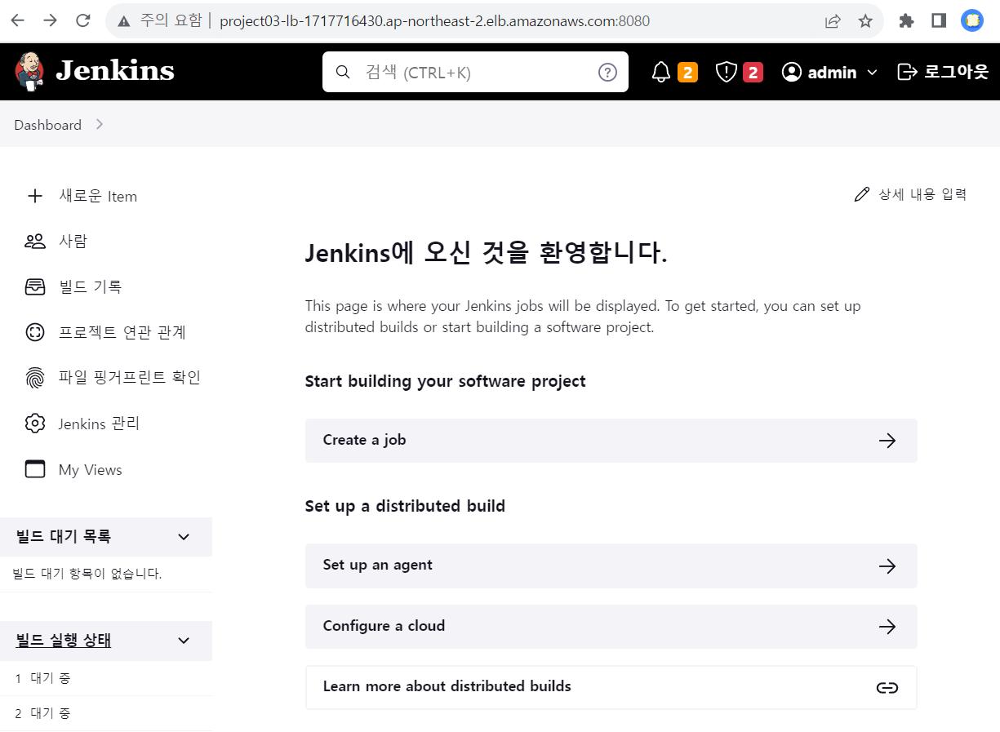 주의 요함 | project03-lb-1717716430.ap-northeast-2.elb.amazonaws.com:8080
Jenkins
검색 (CTRL+K)
2
2
admin
로그아웃
Dashboard
새로운 Item
사람
빌드 기록
프로젝트 연관 관계
파일 핑거프린트 확인
Jenkins 관리
My Views
빌드 대기 목록
빌드 대기 항목이 없습니다.
빌드 실행 상태
1 대기 중
2 대기 중
상세 내용 입력
Jenkins에 오신 것을 환영합니다.
This page is where your Jenkins jobs will be displayed. To get started, you can set up
distributed builds or start building a software project.
Start building your software project
Create a job
Set up a distributed build
Set up an agent
Configure a cloud
Learn more about distributed builds